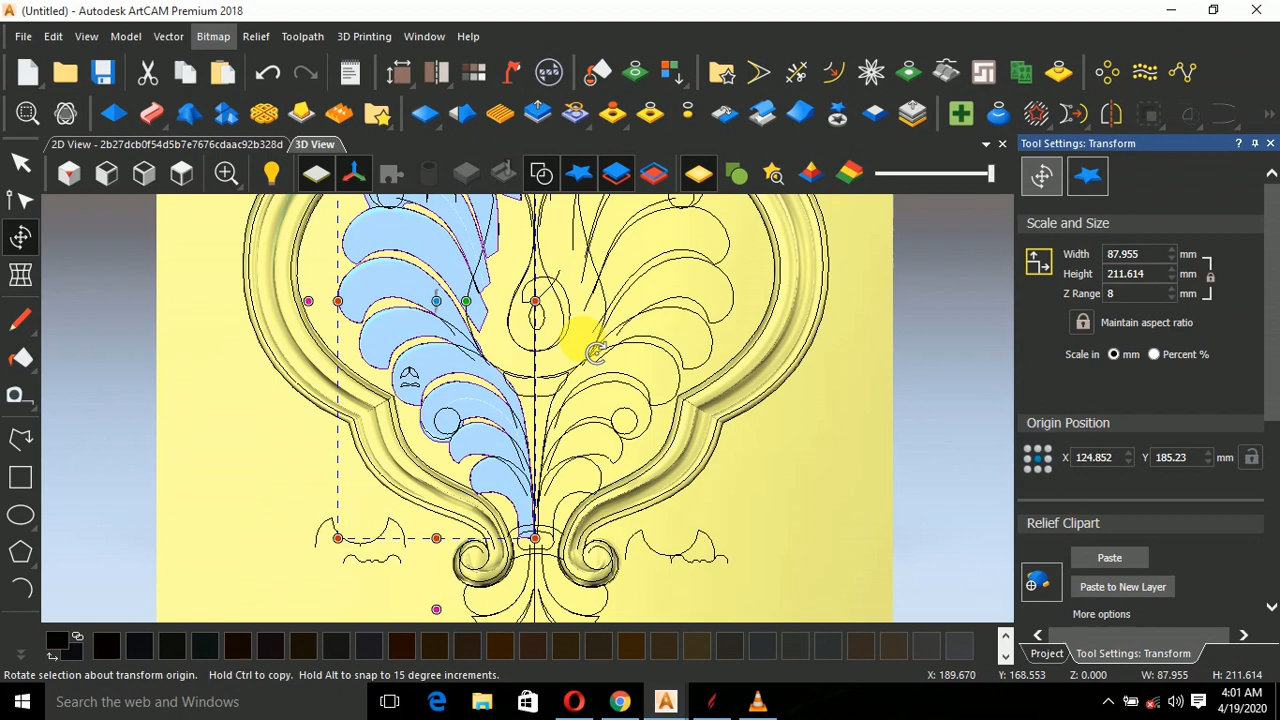 (Untitled) - Autodesk ArtCAM Premium 2018
File Edit View Model Vector Bitmap Relief Toolpath 3D Printing Window Help
2D View - 2b27dcb0f54d5b7e7676cdaac92b328d 3D View
Tool Settings: Transform
Scale and Size
Width 87.955 mm
Height 211.614 mm
Z Range 8 mm
Maintain aspect ratio
Scale in mm Percent %
Origin Position
X 124.852 Y 185.23 mm
Relief Clipart
Paste
Paste to New Layer
More options
Project Tool Settings: Transform
Rotate selection about transform origin. Hold Ctrl to copy. Hold Alt to snap to 15 degree increments. X: 189.670 Y: 168.553 Z: 0.000 W: 87.955 H: 211.614
Search the web and Windows
4:01 AM
4/19/2020